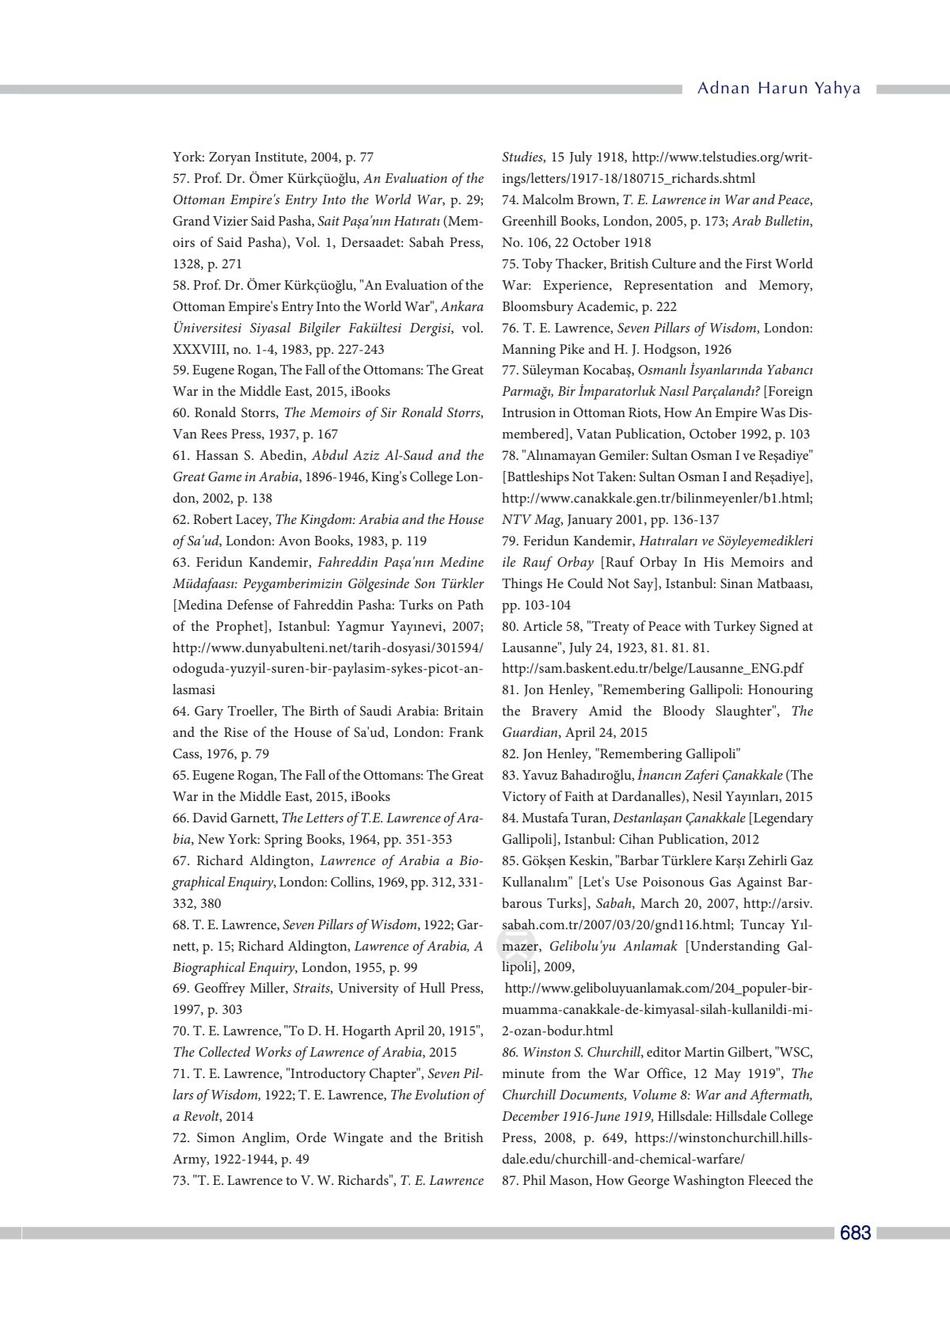 Adnan Harun Yahya
York: Zoryan Institute, 2004, p. 77
57. Prof. Dr. Ömer Kürkçüoğlu, An Evaluation of the
Ottoman Empire's Entry Into the World War, p. 29;
Grand Vizier Said Pasha, Sait Paşa'nın Hatıratı (Mem-
oirs of Said Pasha), Vol. 1, Dersaadet: Sabah Press,
1328, p. 271
58. Prof. Dr. Ömer Kürkçüoğlu, "An Evaluation of the
Ottoman Empire's Entry Into the World War", Ankara
Üniversitesi Siyasal Bilgiler Fakültesi Dergisi, vol.
XXXVIII, no. 1-4, 1983, pp. 227-243
59. Eugene Rogan, The Fall of the Ottomans: The Great
War in the Middle East, 2015, iBooks
60. Ronald Storrs, The Memoirs of Sir Ronald Storrs,
Van Rees Press, 1937, p. 167
61. Hassan S. Abedin, Abdul Aziz Al-Saud and the
Great Game in Arabia, 1896-1946, King's College Lon-
don, 2002, p. 138
62. Robert Lacey, The Kingdom: Arabia and the House
of Sa'ud, London: Avon Books, 1983, p. 119
63. Feridun Kandemir, Fahreddin Paşa'nın Medine
Müdafaası: Peygamberimizin Gölgesinde Son Türkler
[Medina Defense of Fahreddin Pasha: Turks on Path
of the Prophet], Istanbul: Yagmur Yayınevi, 2007;
http://www.dunyabulteni.net/tarih-dosyasi/301594/
odoguda-yuzyil-suren-bir-paylasim-sykes-picot-an-
lasmasi
64. Gary Troeller, The Birth of Saudi Arabia: Britain
and the Rise of the House of Sa'ud, London: Frank
Cass, 1976, p. 79
65. Eugene Rogan, The Fall of the Ottomans: The Great
War in the Middle East, 2015, iBooks
66. David Garnett, The Letters of T.E. Lawrence of Ara-
bia, New York: Spring Books, 1964, pp. 351-353
67. Richard Aldington, Lawrence of Arabia a Bio-
graphical Enquiry, London: Collins, 1969, pp. 312, 331-
332, 380
68. T. E. Lawrence, Seven Pillars of Wisdom, 1922; Gar-
nett, p. 15; Richard Aldington, Lawrence of Arabia, A
Biographical Enquiry, London, 1955, p. 99
69. Geoffrey Miller, Straits, University of Hull Press,
1997, p. 303
70. T. E. Lawrence, "To D. H. Hogarth April 20, 1915",
The Collected Works of Lawrence of Arabia, 2015
71. T. E. Lawrence, "Introductory Chapter", Seven Pil-
lars of Wisdom, 1922; T. E. Lawrence, The Evolution of
a Revolt, 2014
72. Simon Anglim, Orde Wingate and the British
Army, 1922-1944, p. 49
73. "T. E. Lawrence to V. W. Richards", T. E. Lawrence
Studies, 15 July 1918, http://www.telstudies.org/writ-
ings/letters/1917-18/180715_richards.shtml
74. Malcolm Brown, T. E. Lawrence in War and Peace,
Greenhill Books, London, 2005, p. 173; Arab Bulletin,
No. 106, 22 October 1918
75. Toby Thacker, British Culture and the First World
War: Experience, Representation and Memory,
Bloomsbury Academic, p. 222
76. T. E. Lawrence, Seven Pillars of Wisdom, London:
Manning Pike and H. J. Hodgson, 1926
77. Süleyman Kocabaş, Osmanlı İsyanlarında Yabancı
Parmağı, Bir İmparatorluk Nasıl Parçalandı? [Foreign
Intrusion in Ottoman Riots, How An Empire Was Dis-
membered], Vatan Publication, October 1992, p. 103
78. "Alınamayan Gemiler: Sultan Osman I ve Reşadiye"
[Battleships Not Taken: Sultan Osman I and Reşadiye],
http://www.canakkale.gen.tr/bilinmeyenler/b1.html;
NTV Mag, January 2001, pp. 136-137
79. Feridun Kandemir, Hatıraları ve Söyleyemedikleri
ile Rauf Orbay [Rauf Orbay In His Memoirs and
Things He Could Not Say], Istanbul: Sinan Matbaası,
pp. 103-104
80. Article 58, "Treaty of Peace with Turkey Signed at
Lausanne", July 24, 1923, 81. 81. 81.
http://sam.baskent.edu.tr/belge/Lausanne_ENG.pdf
81. Jon Henley, "Remembering Gallipoli: Honouring
the Bravery Amid the Bloody Slaughter", The
Guardian, April 24, 2015
82. Jon Henley, "Remembering Gallipoli"
83. Yavuz Bahadıroğlu, İnancın Zaferi Çanakkale (The
Victory of Faith at Dardanalles), Nesil Yayınları, 2015
84. Mustafa Turan, Destanlaşan Çanakkale [Legendary
Gallipoli], Istanbul: Cihan Publication, 2012
85. Gökşen Keskin, "Barbar Türklere Karşı Zehirli Gaz
Kullanalım" [Let's Use Poisonous Gas Against Bar-
barous Turks], Sabah, March 20, 2007, http://arsiv.
sabah.com.tr/2007/03/20/gnd116.html; Tuncay Yıl-
mazer, Gelibolu'yu Anlamak [Understanding Gal-
lipoli], 2009,
http://www.geliboluyuanlamak.com/204_populer-bir-
muamma-canakkale-de-kimyasal-silah-kullanildi-mi-
2-ozan-bodur.html
86. Winston S. Churchill, editor Martin Gilbert, "WSC,
minute from the War Office, 12 May 1919", The
Churchill Documents, Volume 8: War and Aftermath,
December 1916-June 1919, Hillsdale: Hillsdale College
Press, 2008, p. 649, https://winstonchurchill.hills-
dale.edu/churchill-and-chemical-warfare/
87. Phil Mason, How George Washington Fleeced the
683